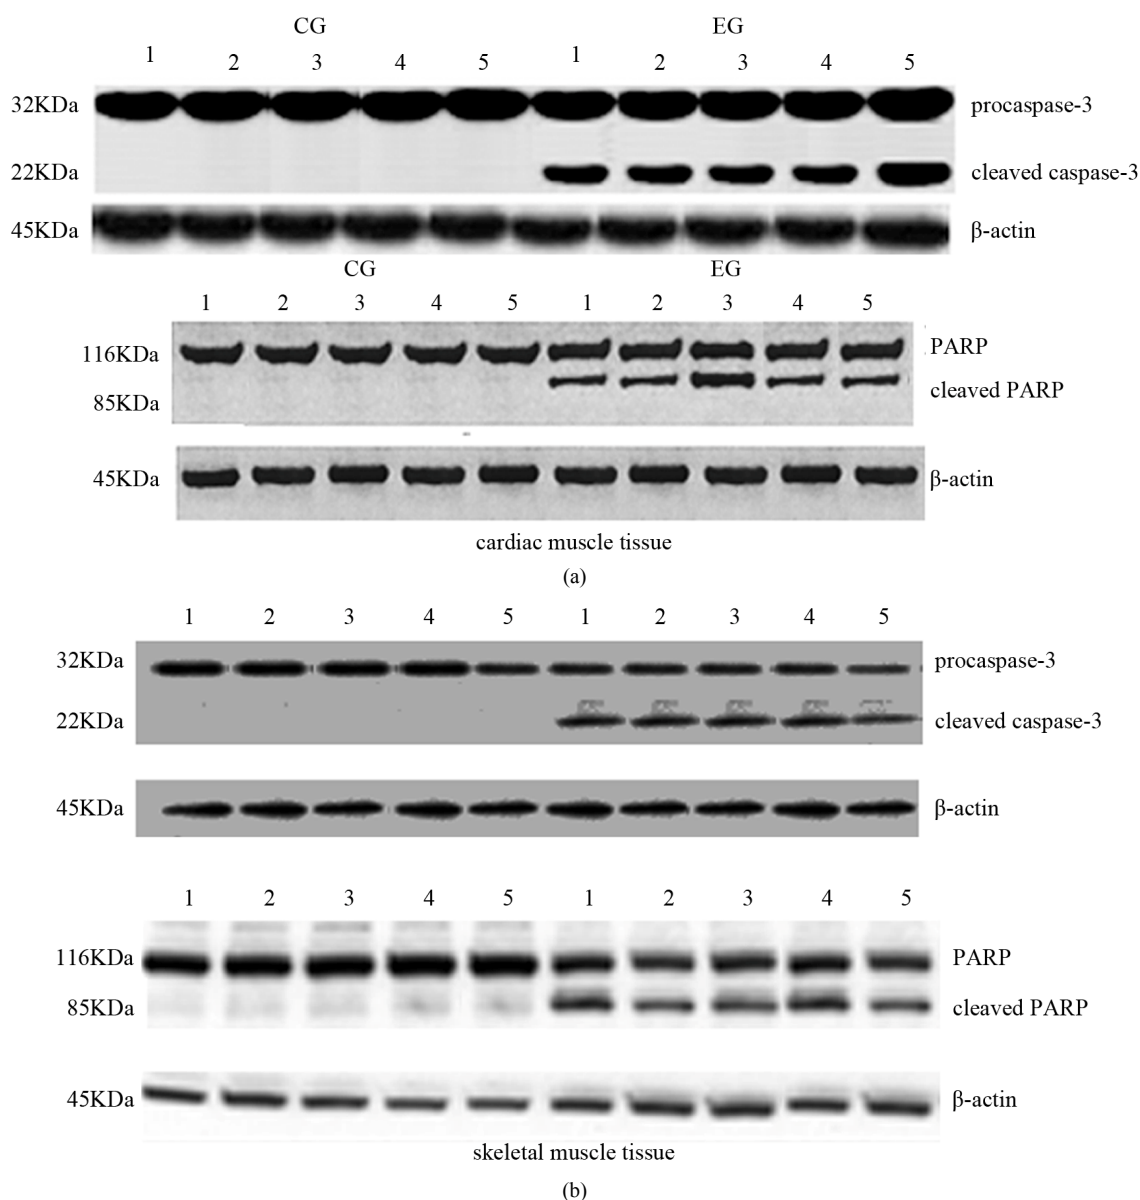 CG EG
1 2 3 4 5 1 2 3 4 5
32KDa procaspase-3
22KDa cleaved caspase-3
45KDa β-actin
CG EG
1 2 3 4 5 1 2 3 4 5
116KDa PARP
85KDa cleaved PARP
45KDa β-actin
cardiac muscle tissue
(a)
1 2 3 4 5 1 2 3 4 5
32KDa procaspase-3
22KDa cleaved caspase-3
45KDa β-actin
1 2 3 4 5 1 2 3 4 5
116KDa PARP
85KDa cleaved PARP
45KDa β-actin
skeletal muscle tissue
(b)